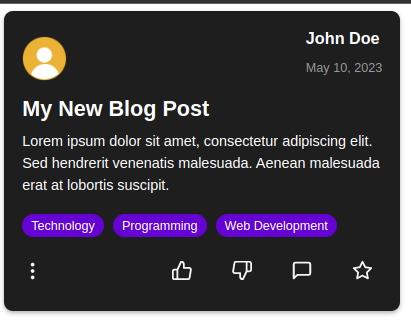 John Doe
May 10, 2023
My New Blog Post
Lorem ipsum dolor sit amet, consectetur adipiscing elit.
Sed hendrerit venenatis malesuada. Aenean malesuada
erat at lobortis suscipit.
Technology Programming Web Development